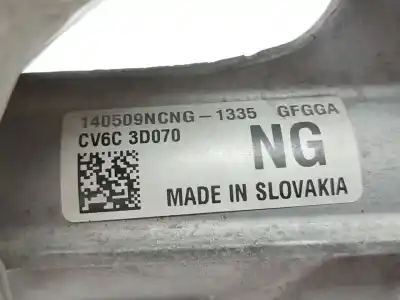 140509NCNG-1335 GFGGA
CV6C 3D070
NG
MADE IN SLOVAKIA